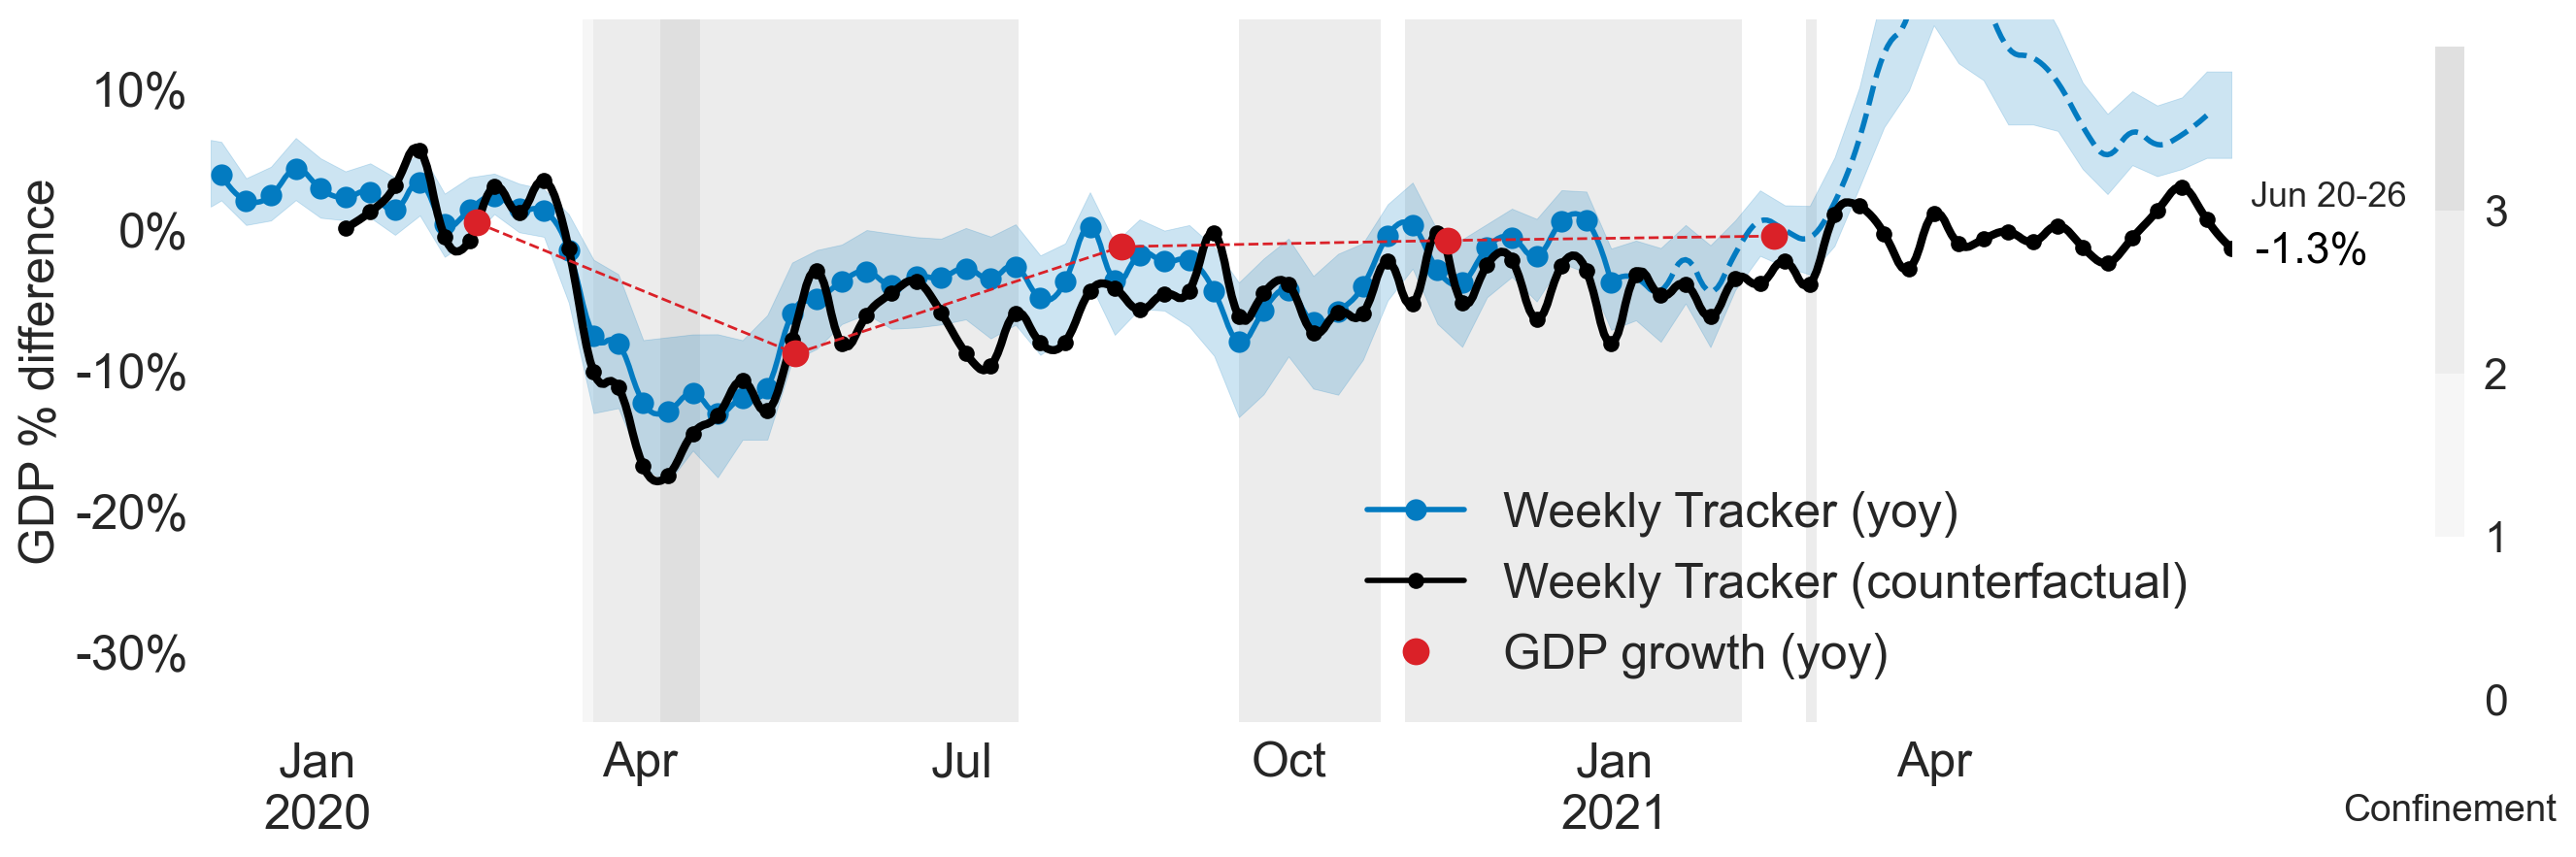 GDP % difference
10%
0%
-10%
-20%
-30%
Jan
2020
Apr
Jul
Oct
Jan
2021
Apr
Weekly Tracker (yoy)
Weekly Tracker (counterfactual)
GDP growth (yoy)
Jun 20-26
-1.3%
3
2
1
0
Confinement